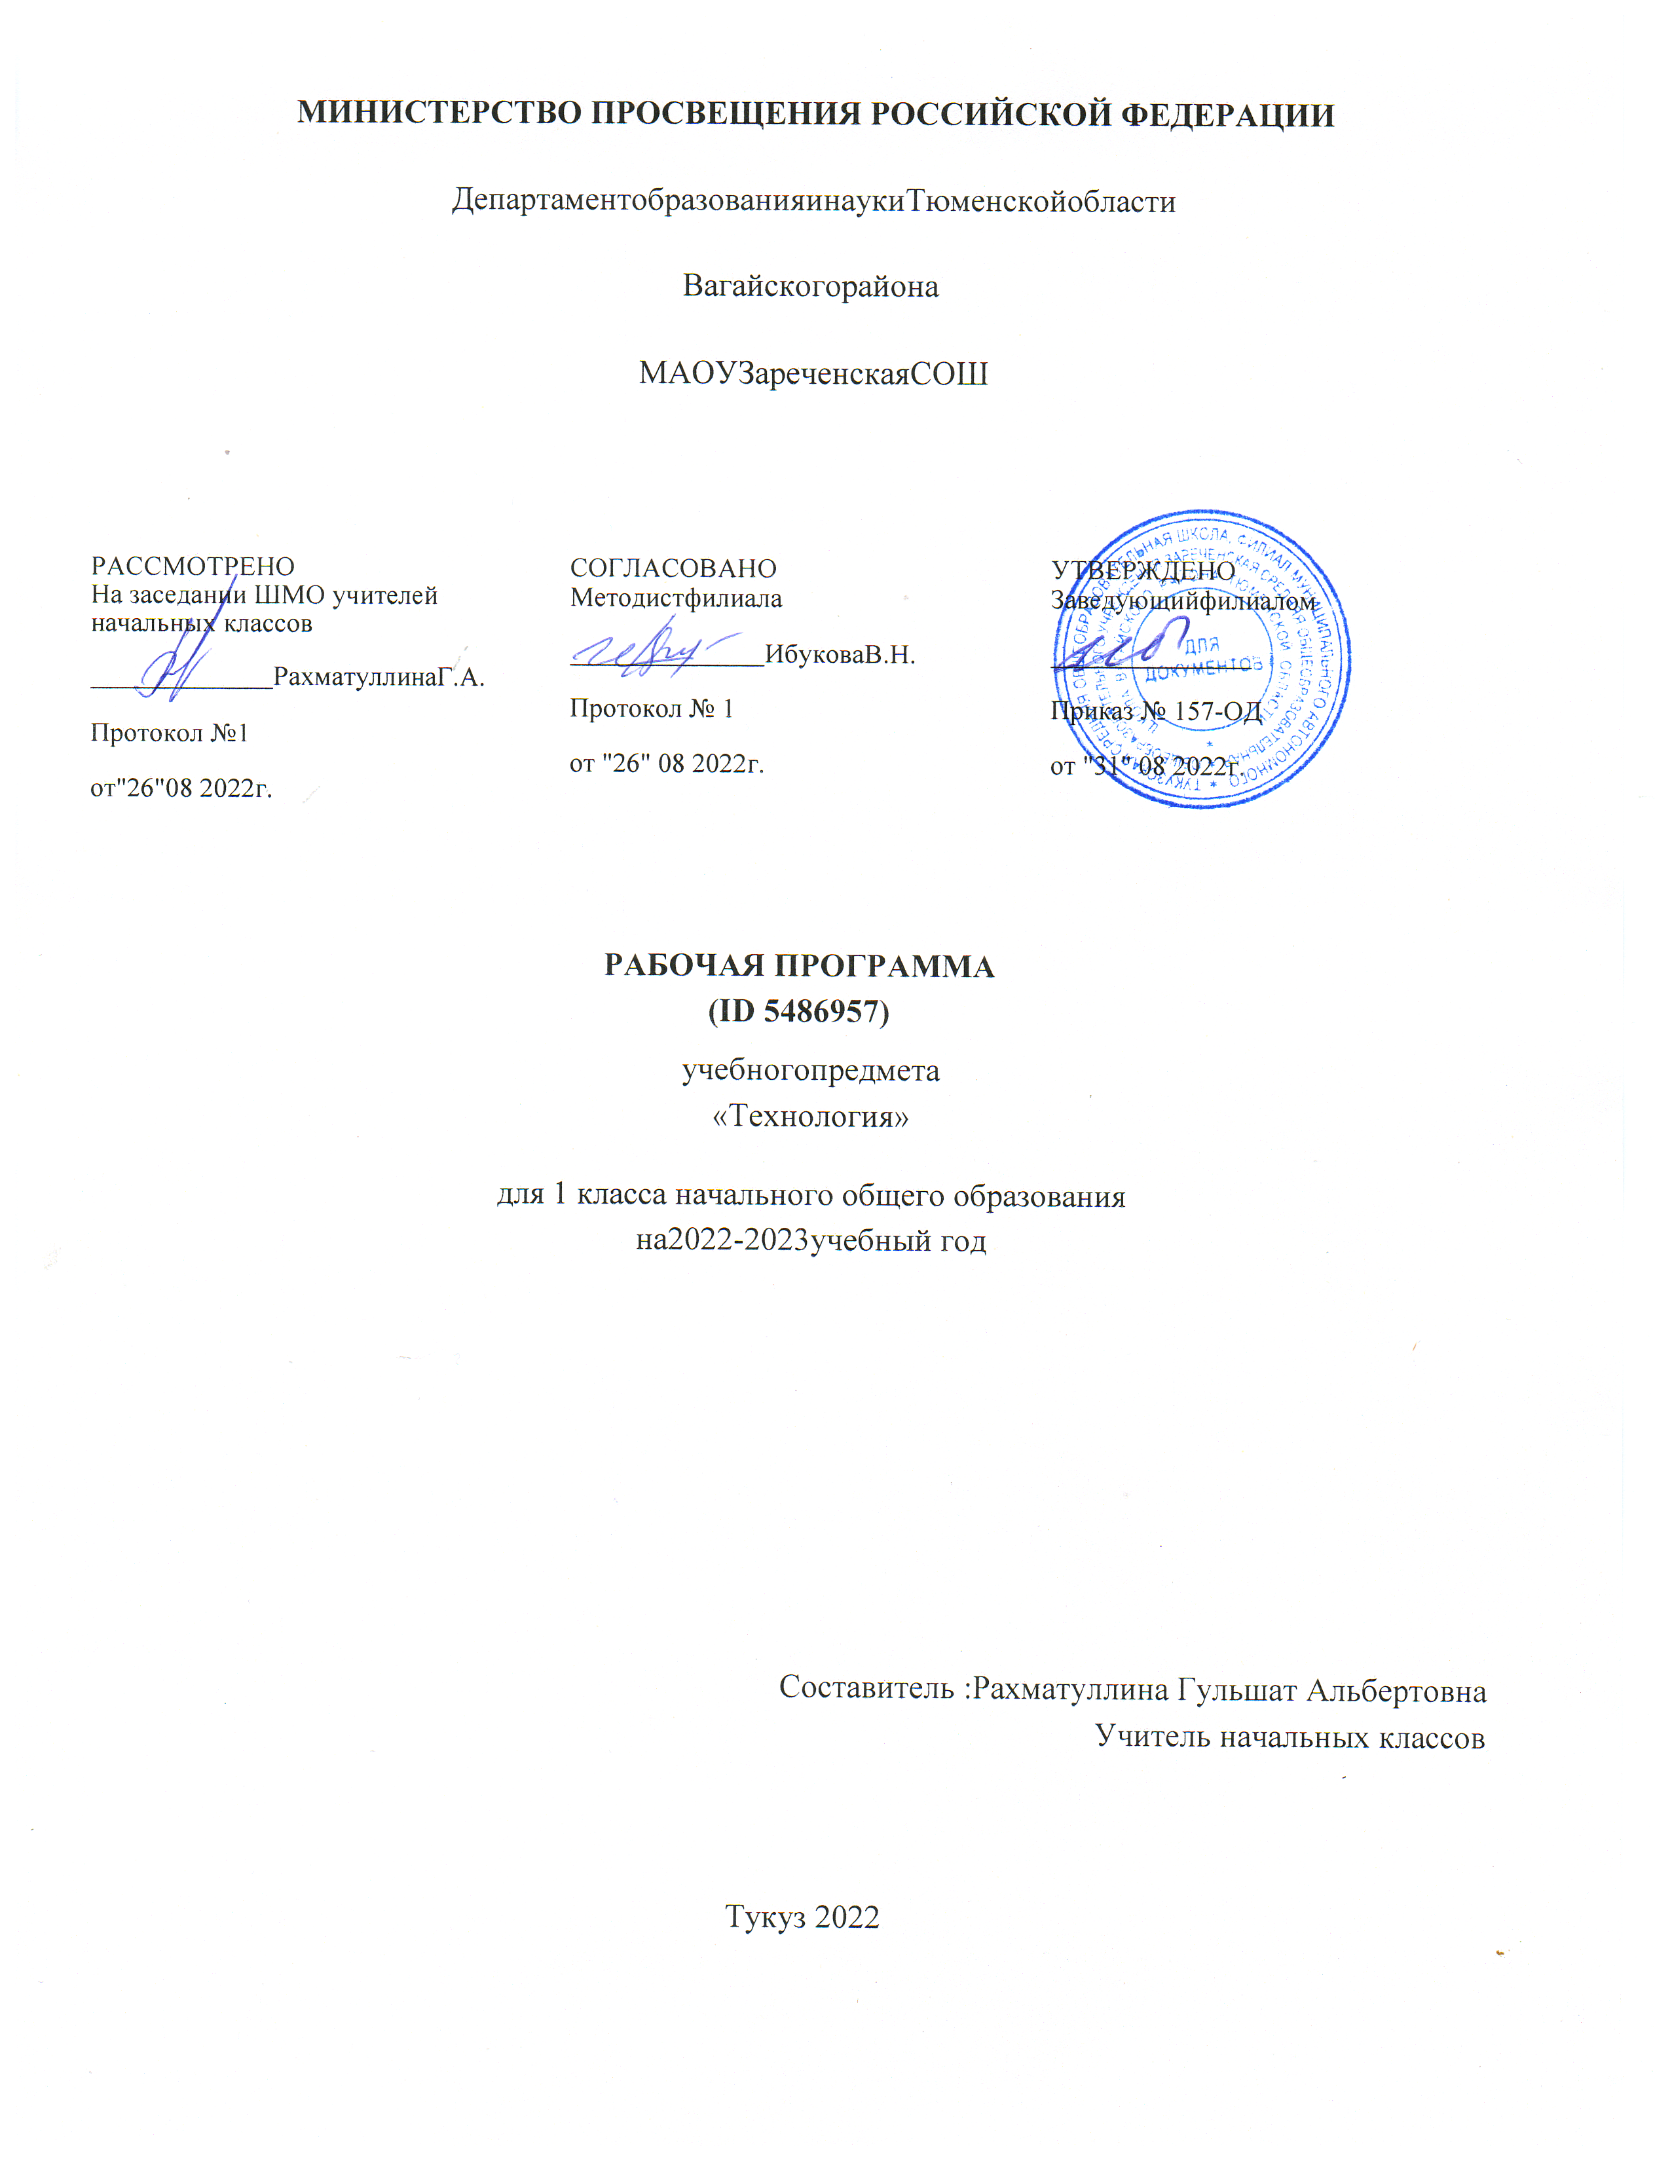 МИНИСТЕРСТВО ПРОСВЕЩЕНИЯ РОССИЙСКОЙ ФЕДЕРАЦИИ
ДепартаментобразованияинаукиТюменскойобласти
Вагайскогорайона
МАОУЗареченскаяСОШ
РАССМОТРЕНО
На заседании ШМО учителей
начальных классов
РахматуллинаГ.А.
Протокол №1
от"26"08 2022г.
СОГЛАСОВАНО
Методистфилиала
ИбуковаВ.Н.
Протокол № 1
от "26" 08 2022г.
УТВЕРЖДЕНО
Заведующийфилиалом
Приказ № 157-ОД
от "31" 08 2022г.
ДЛЯ
ДОКУМЕНТОВ
РАБОЧАЯ ПРОГРАММА
(ID 5486957)
учебногопредмета
«Технология»
для 1 класса начального общего образования
на2022-2023учебный год
Составитель :Рахматуллина Гульшат Альбертовна
Учитель начальных классов
Тукуз 2022